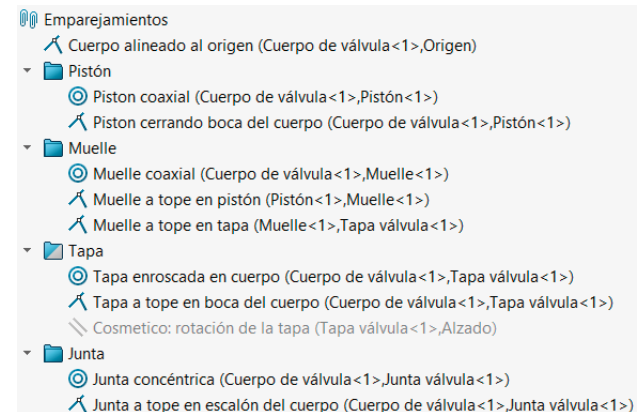 Emparejamientos
Cuerpo alineado al origen (Cuerpo de válvula<1>,Origen)
Pistón
Piston coaxial (Cuerpo de válvula<1>,Pistón<1>)
Piston cerrando boca del cuerpo (Cuerpo de válvula<1>,Pistón<1>)
Muelle
Muelle coaxial (Cuerpo de válvula<1>,Muelle<1>)
Muelle a tope en pistón (Pistón<1>,Muelle<1>)
Muelle a tope en tapa (Muelle<1>,Tapa válvula<1>)
Tapa
Tapa enroscada en cuerpo (Cuerpo de válvula<1>,Tapa válvula<1>)
Tapa a tope en boca del cuerpo (Cuerpo de válvula<1>,Tapa válvula<1>)
Cosmetico: rotación de la tapa (Tapa válvula<1>,Alzado)
Junta
Junta concéntrica (Cuerpo de válvula<1>,Junta válvula<1>)
Junta a tope en escalón del cuerpo (Cuerpo de válvula<1>,Junta válvula<1>)